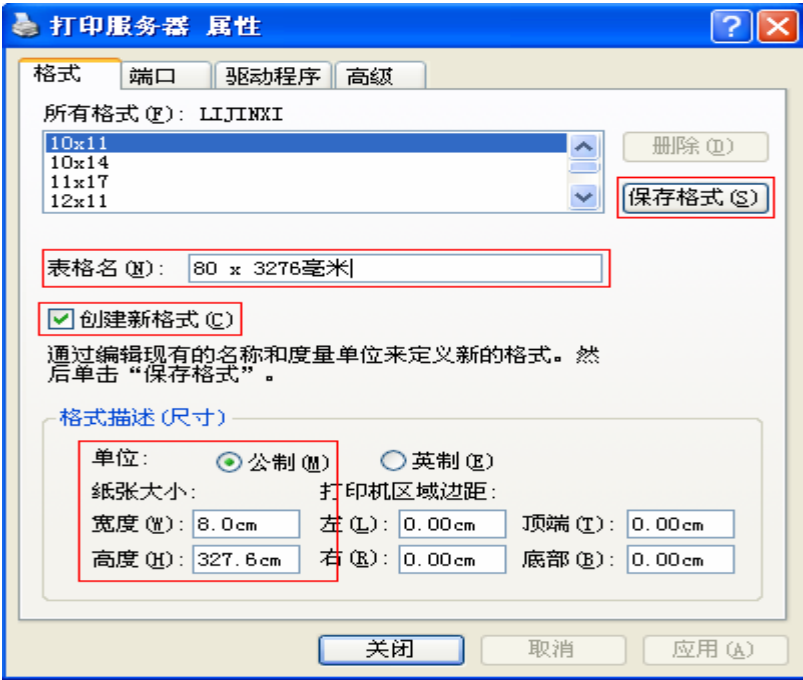 打印服务器 属性
格式 端口 驱动程序 高级
所有格式(F): LIJINXI
10x11
10x14
11x17
12x11
删除(D)
保存格式(S)
表格名(N): 80 x 3276毫米
创建新格式(C)
通过编辑现有的名称和度量单位来定义新的格式。然
后单击“保存格式”。
格式描述(尺寸)
单位: 公制(M) 英制(E)
纸张大小: 打印机区域边距:
宽度(W): 8.0cm 左(L): 0.00cm 顶端(T): 0.00cm
高度(H): 327.6cm 右(R): 0.00cm 底部(B): 0.00cm
关闭 取消 应用(A)